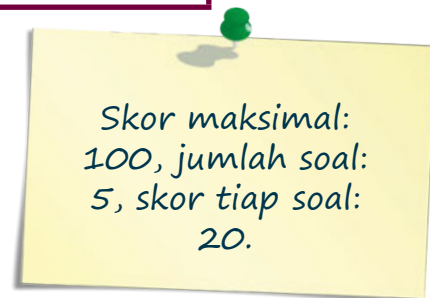 Skor maksimal:
100, jumlah soal:
5, skor tiap soal:
20.